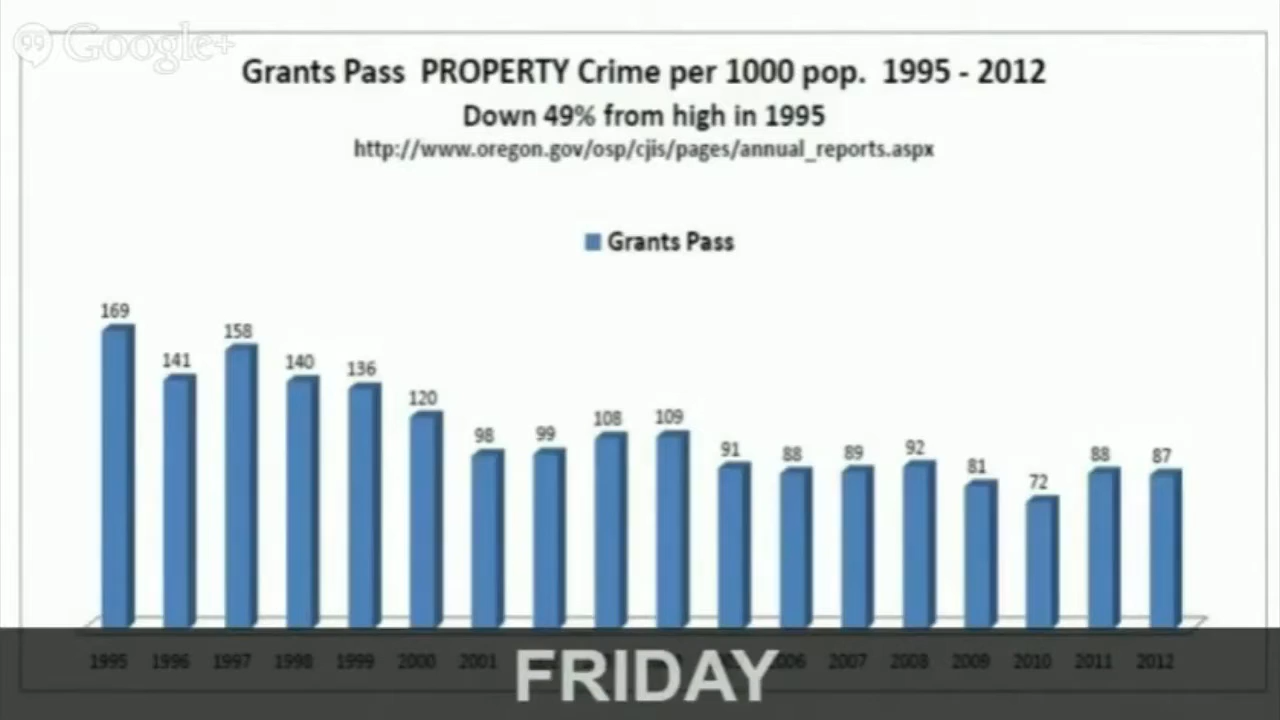 Google+
Grants Pass PROPERTY Crime per 1000 pop. 1995 - 2012
Down 49% from high in 1995
http://www.oregon.gov/osp/cjis/pages/annual_reports.aspx
Grants Pass
169 141 158 140 136 120 98 99 108 109 91 88 89 92 81 72 88 87
1995 1996 1997 1998 1999 2000 2001 2007 2008 2009 2010 2011 2012
FRIDAY